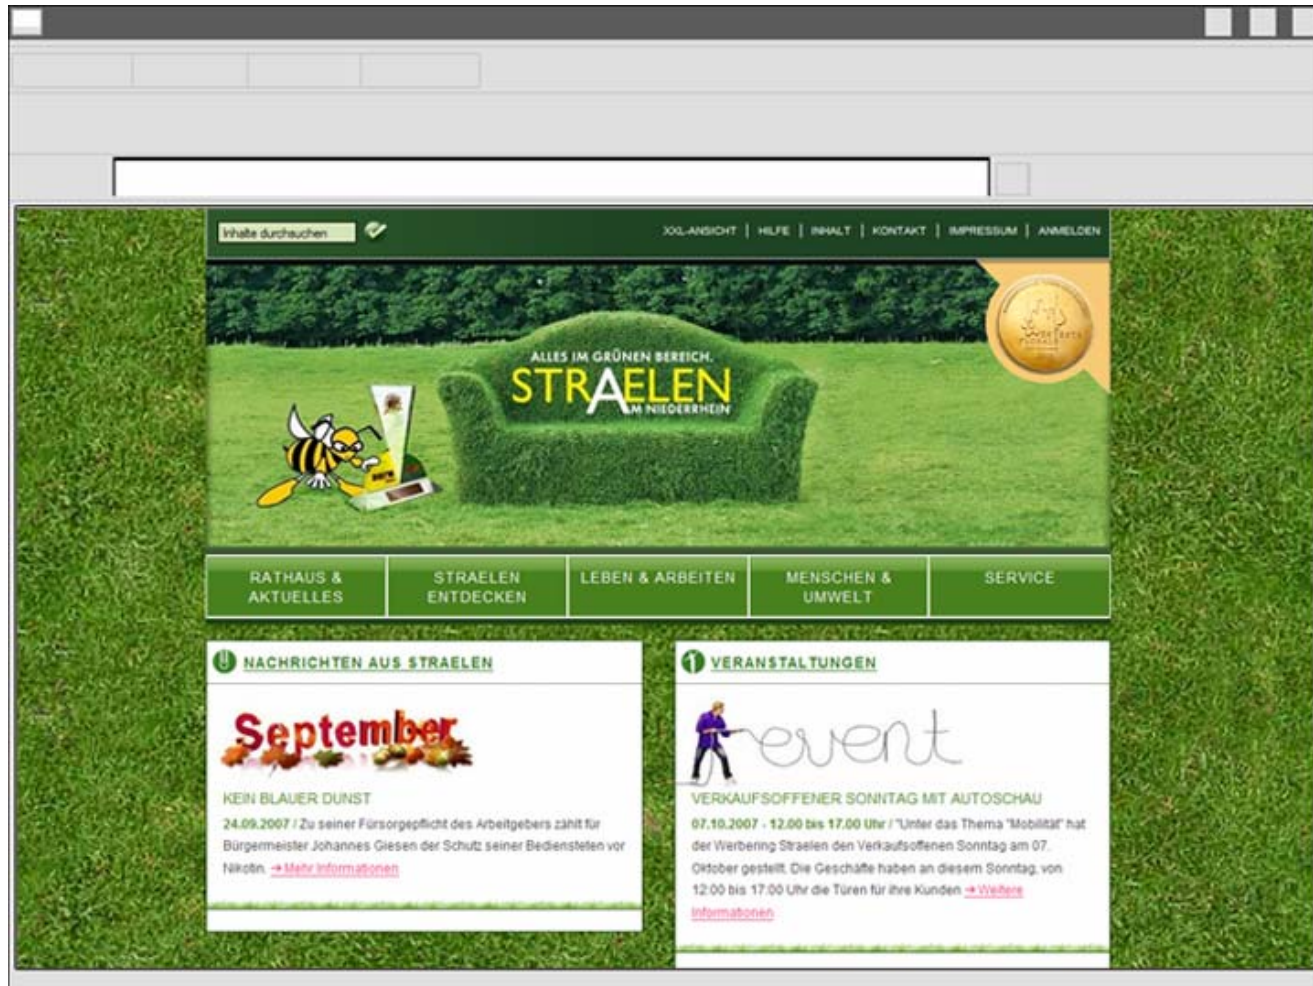 Inhalte durchsuchen
XXL-ANSICHT | HILFE | INHALT | KONTAKT | IMPRESSUM | ANMELDEN
ALLES IM GRÜNEN BEREICH.
STRAELEN
AM NIEDERRHEIN
RATHAUS & AKTUELLES
STRAELEN ENTDECKEN
LEBEN & ARBEITEN
MENSCHEN & UMWELT
SERVICE
NACHRICHTEN AUS STRAELEN
September
KEIN BLAUER DUNST
24.09.2007 / Zu seiner Fürsorgepflicht des Arbeitgebers zählt für
Bürgermeister Johannes Giesen der Schutz seiner Bediensteten vor
Nikotin. →Mehr Informationen
VERANSTALTUNGEN
event
VERKAUFSOFFENER SONNTAG MIT AUTOSCHAU
07.10.2007 - 12.00 bis 17.00 Uhr / "Unter das Thema "Mobilität" hat
der Werbering Straelen den Verkaufsoffenen Sonntag am 07.
Oktober gestellt. Die Geschäfte haben an diesem Sonntag, von
12:00 bis 17:00 Uhr die Türen für ihre Kunden →Weitere
Informationen